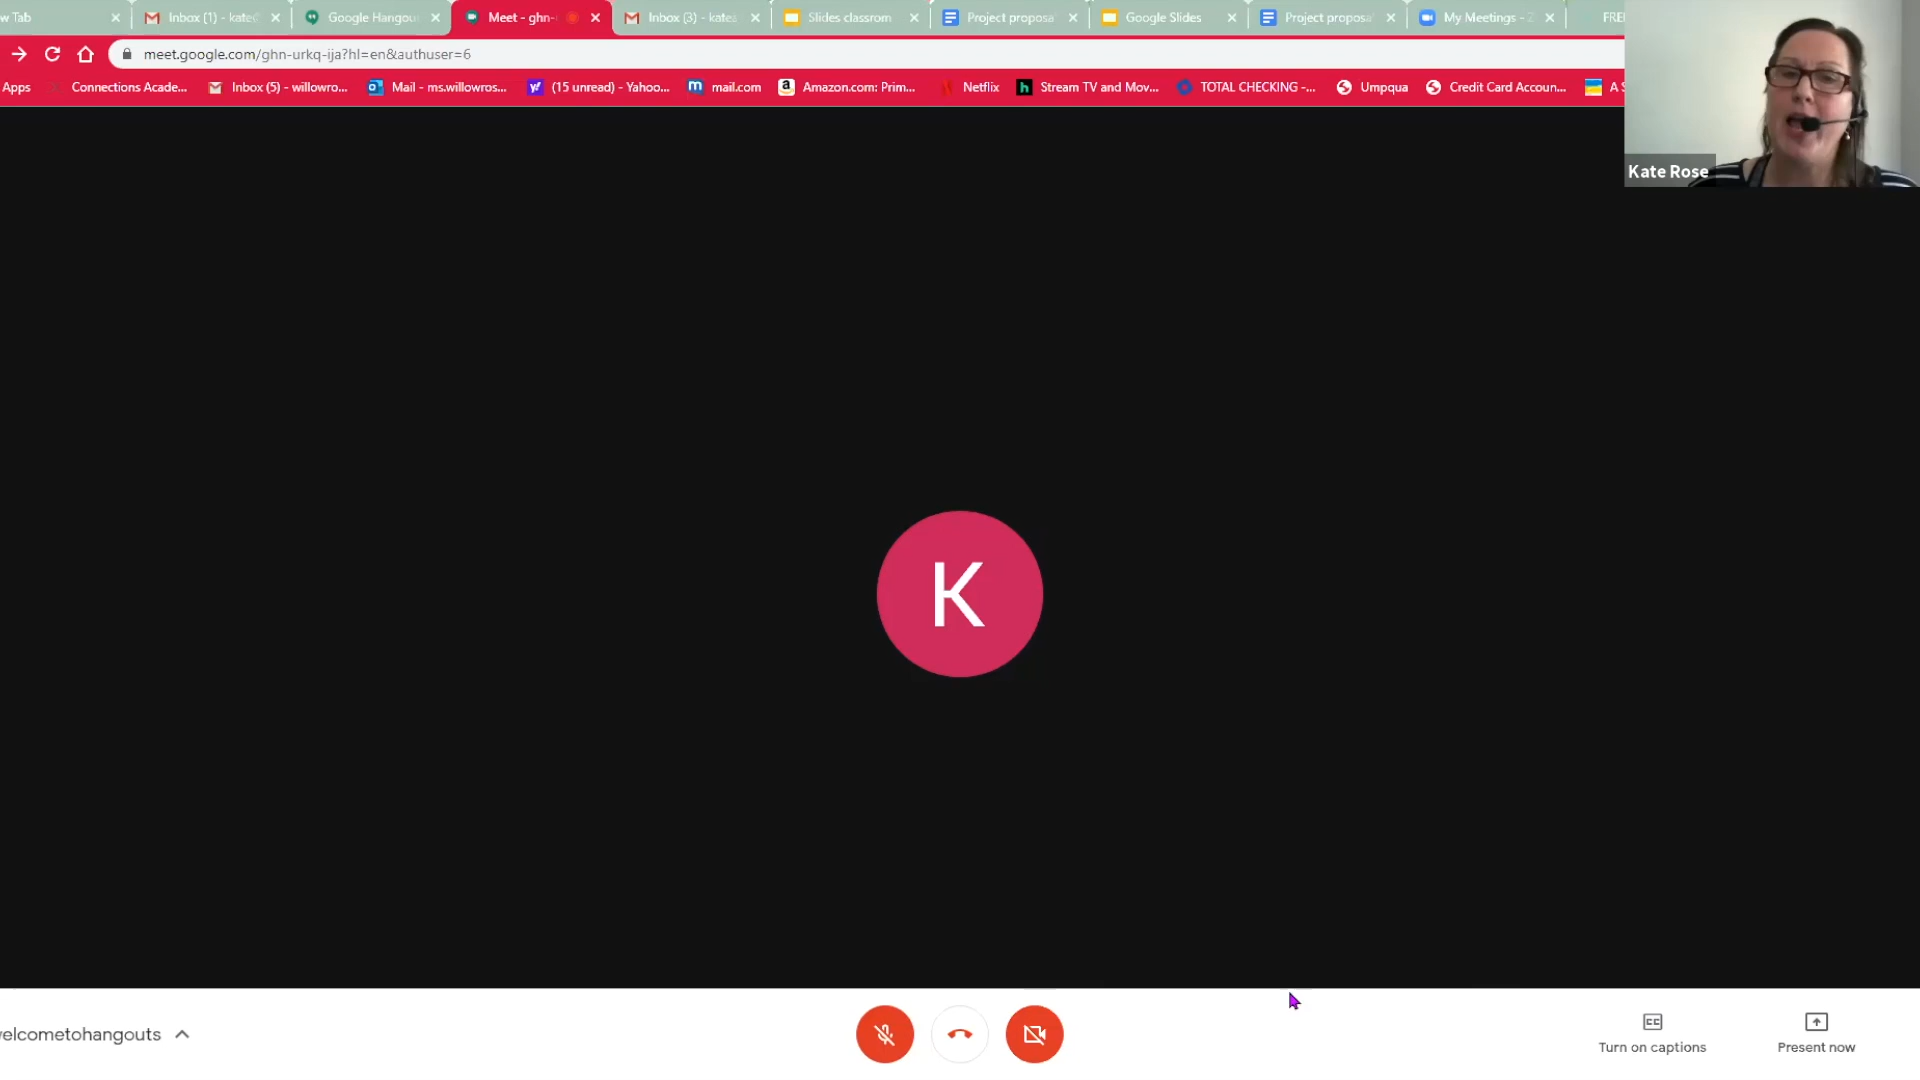 w Tab
Inbox (1) - kate@
Google Hangou
Meet - ghn-
Inbox (3) - kate
Slides classrom
Project proposa
Google Slides
Project proposa
My Meetings - Z
FREE
meet.google.com/ghn-urkq-ija?hl=en&authuser=6
Apps
Connections Acade...
Inbox (5) - willowro...
Mail - ms.willowros...
(15 unread) - Yahoo...
mail.com
Amazon.com: Prim...
Netflix
Stream TV and Mov...
TOTAL CHECKING -...
Umpqua
Credit Card Accoun...
A S
Kate Rose
K
velcometohangouts
Turn on captions
Present now